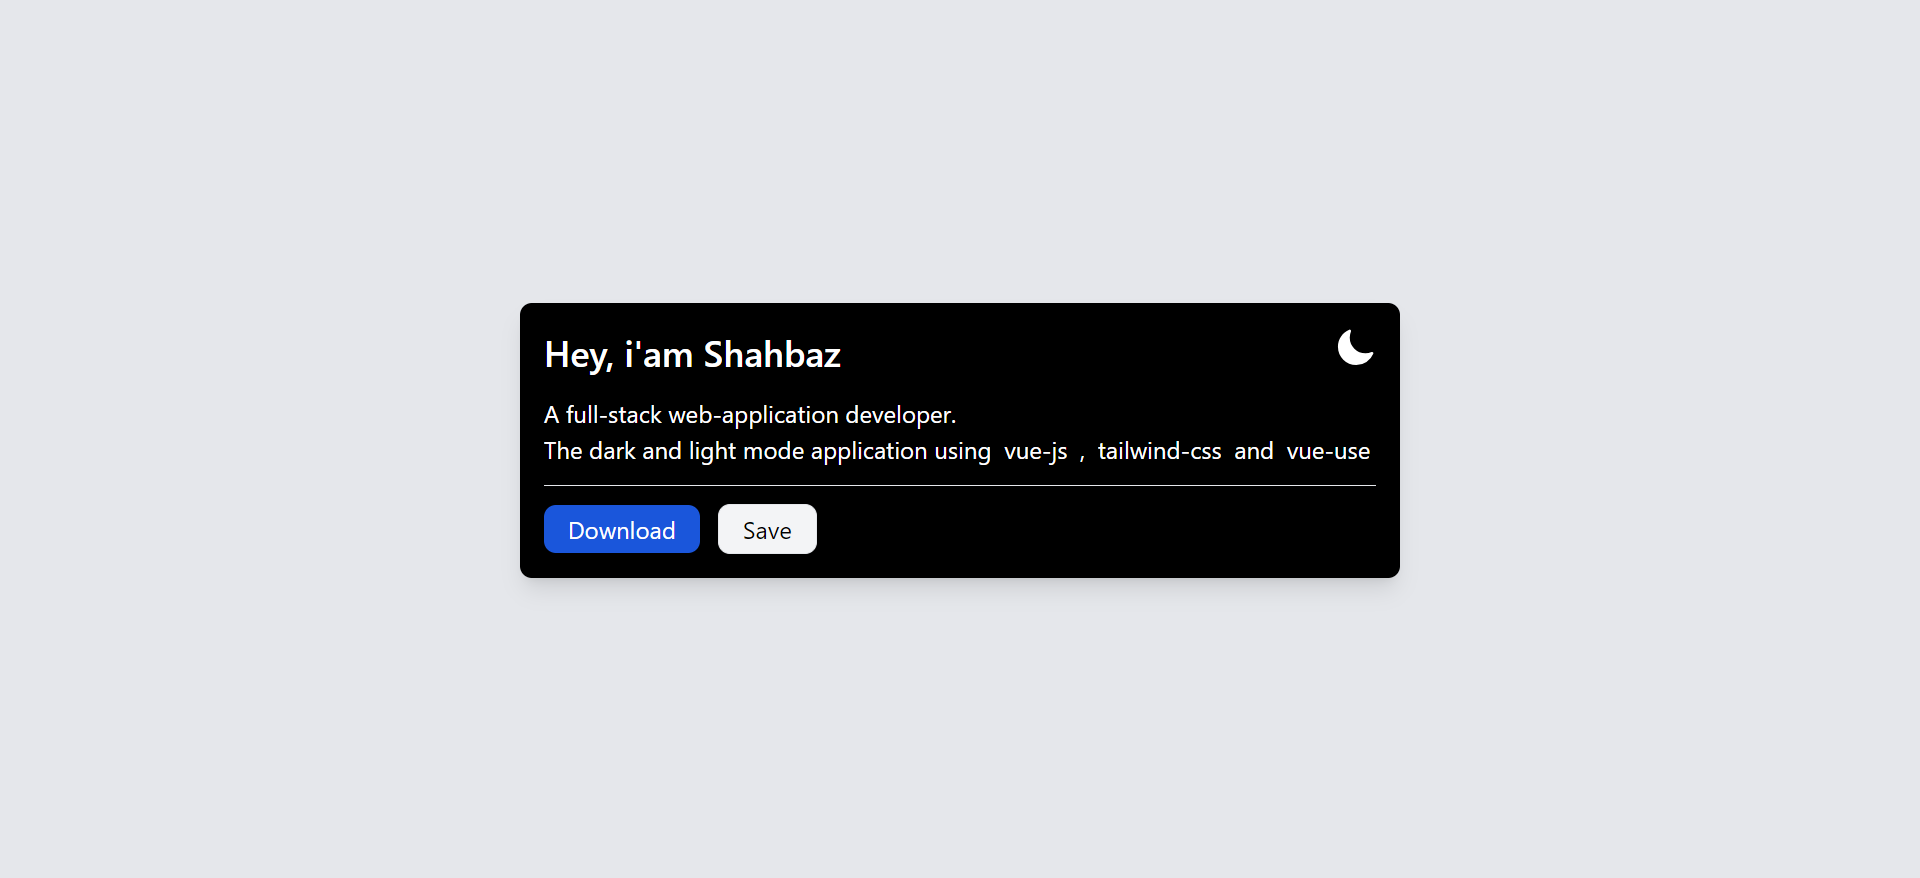 Hey, i'am Shahbaz
A full-stack web-application developer.
The dark and light mode application using vue-js , tailwind-css and vue-use
Download Save